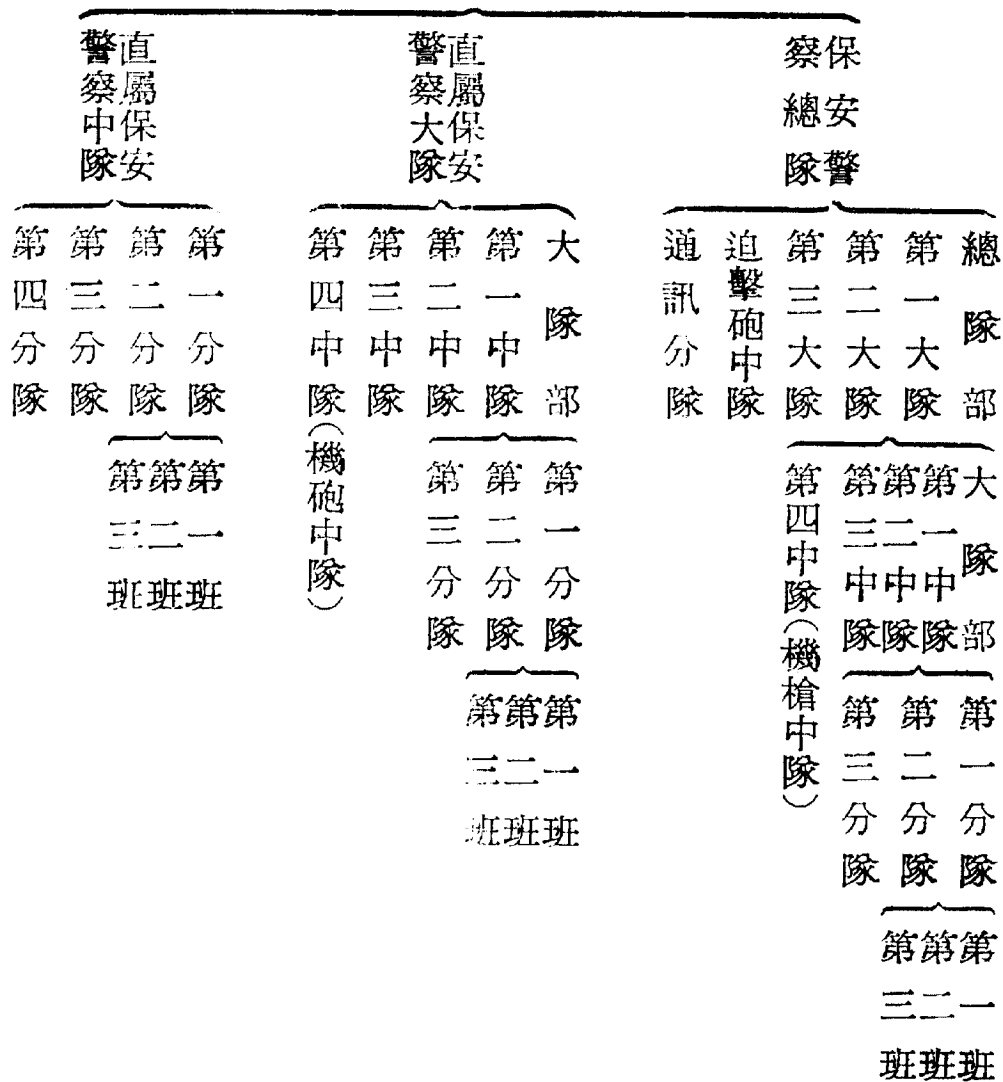 保安警
察總隊
總隊部
第一大隊
第二大隊
第三大隊
迫擊砲中隊
通訊分隊
大隊部
第一中隊
第二中隊
第三中隊
第四中隊(機槍中隊)
第一分隊
第二分隊
第三分隊
第一班
第二班
第三班
直屬保安
警察大隊
大隊部
第一中隊
第二中隊
第三中隊
第四中隊(機砲中隊)
第一分隊
第二分隊
第三分隊
第一班
第二班
第三班
直屬保安
警察中隊
第一分隊
第二分隊
第三分隊
第四分隊
第一班
第二班
第三班